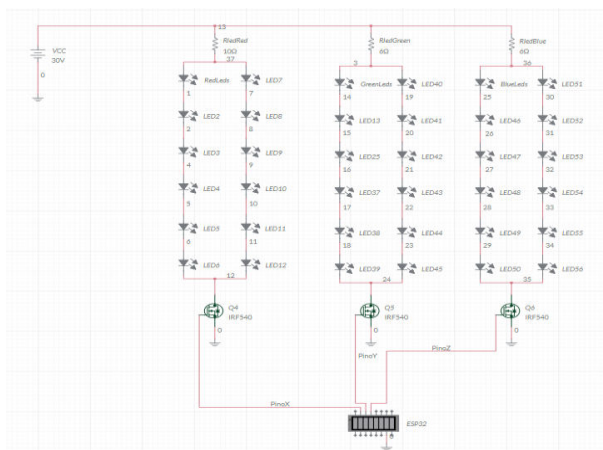 13
VCC
30V
0
RledRed
10Ω
37
RledGreen
6Ω
3
RledBlue
6Ω
36
RedLeds
LED7
1
7
LED2
LED8
2
8
LED3
LED9
4
9
LED4
LED10
5
10
LED5
LED11
6
11
LED6
LED12
12
GreenLeds
LED40
14
19
LED13
LED41
15
20
LED25
LED42
16
21
LED37
LED43
17
22
LED38
LED44
18
23
LED39
LED45
24
BlueLeds
LED51
25
30
LED46
LED52
26
31
LED47
LED53
27
32
LED48
LED54
28
33
LED49
LED55
29
34
LED50
LED56
35
Q4
IRF540
0
Q5
IRF540
0
Q6
IRF540
0
PinoX
PinoY
PinoZ
ESP32